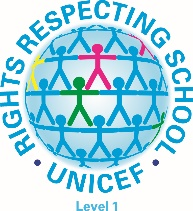 RIGHTS RESPECTING SCHOOL
• UNICEF •
Level 1